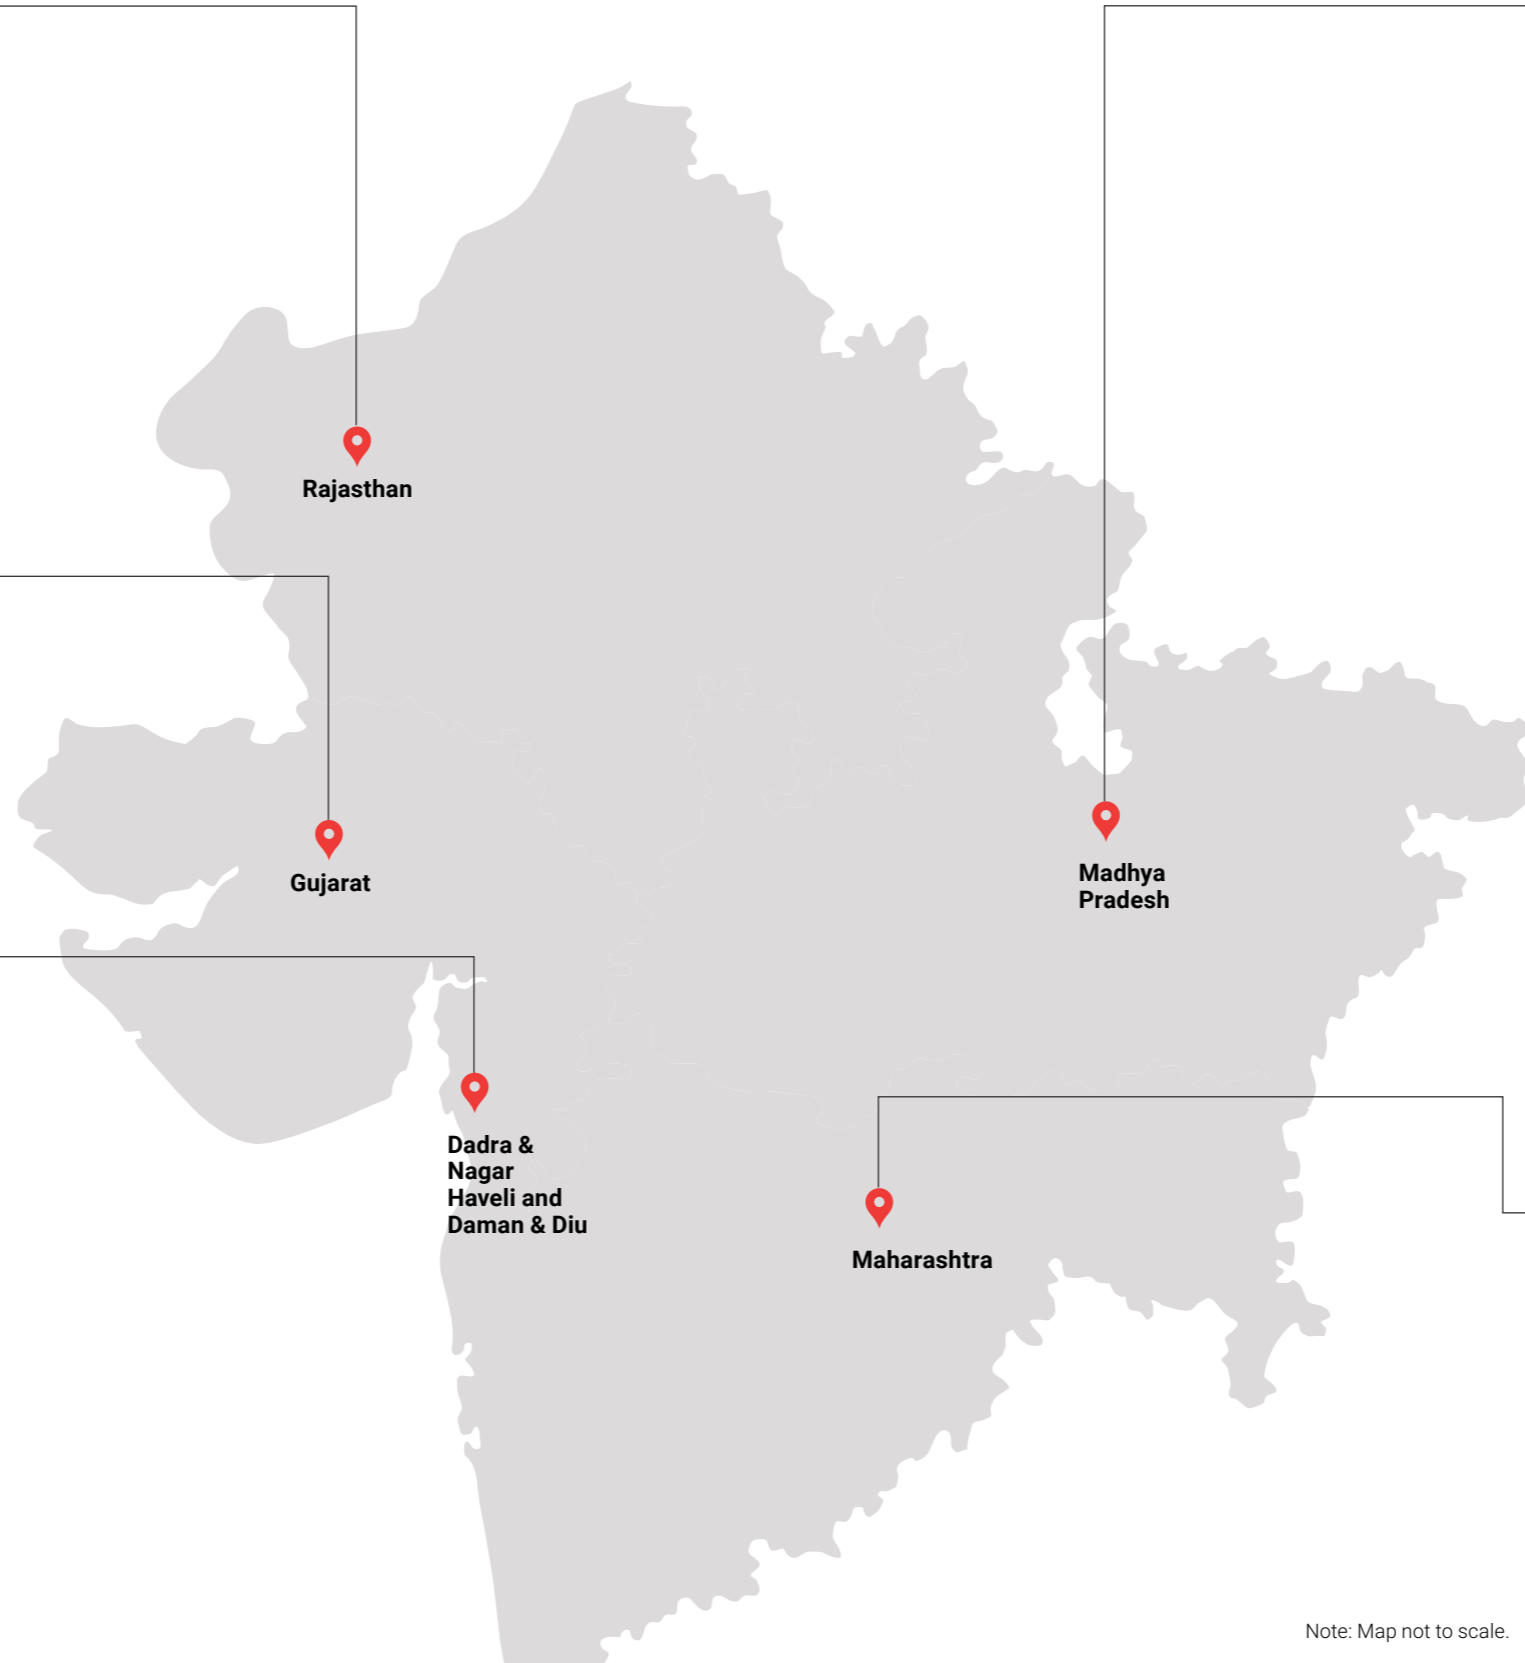 Rajasthan
Gujarat
Madhya
Pradesh
Dadra &
Nagar
Haveli and
Daman & Diu
Maharashtra
Note: Map not to scale.